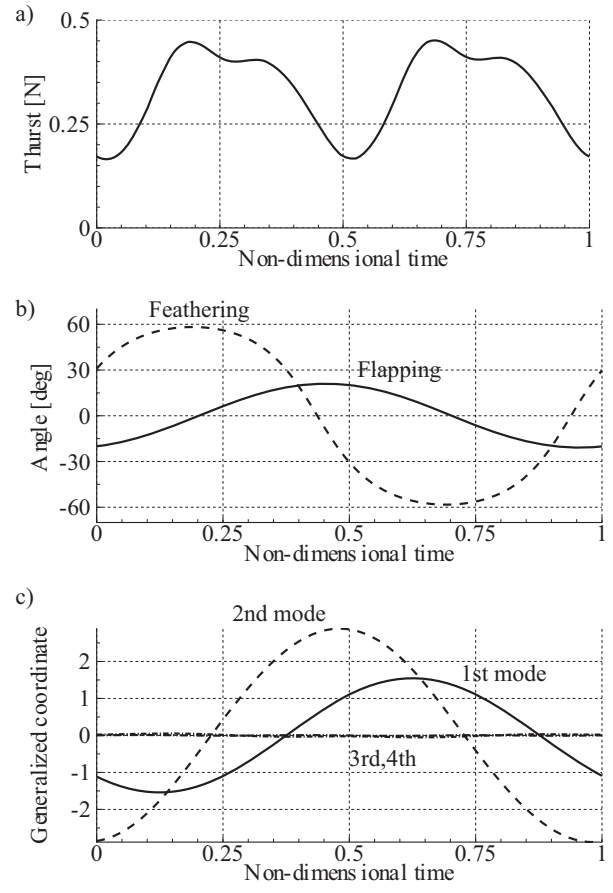 a)
0.5
0.25
0
Thurst [N]
0 0.25 0.5 0.75 1
Non-dimens ional time
b)
Feathering
Flapping
60
30
0
-30
-60
Angle [deg]
0 0.25 0.5 0.75 1
Non-dimens ional time
c)
2nd mode
1st mode
3rd,4th
2
1
0
-1
-2
Generalized coordinate
0 0.25 0.5 0.75 1
Non-dimens ional time